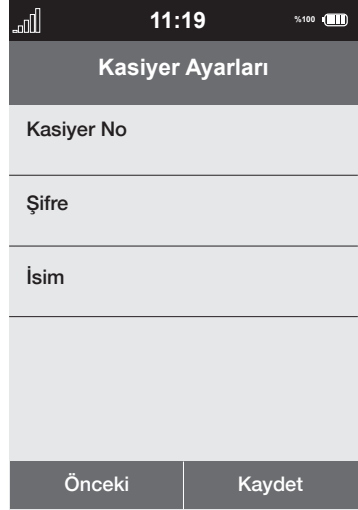 11:19 %100
Kasiyer Ayarları
Kasiyer No
Şifre
İsim
Önceki Kaydet